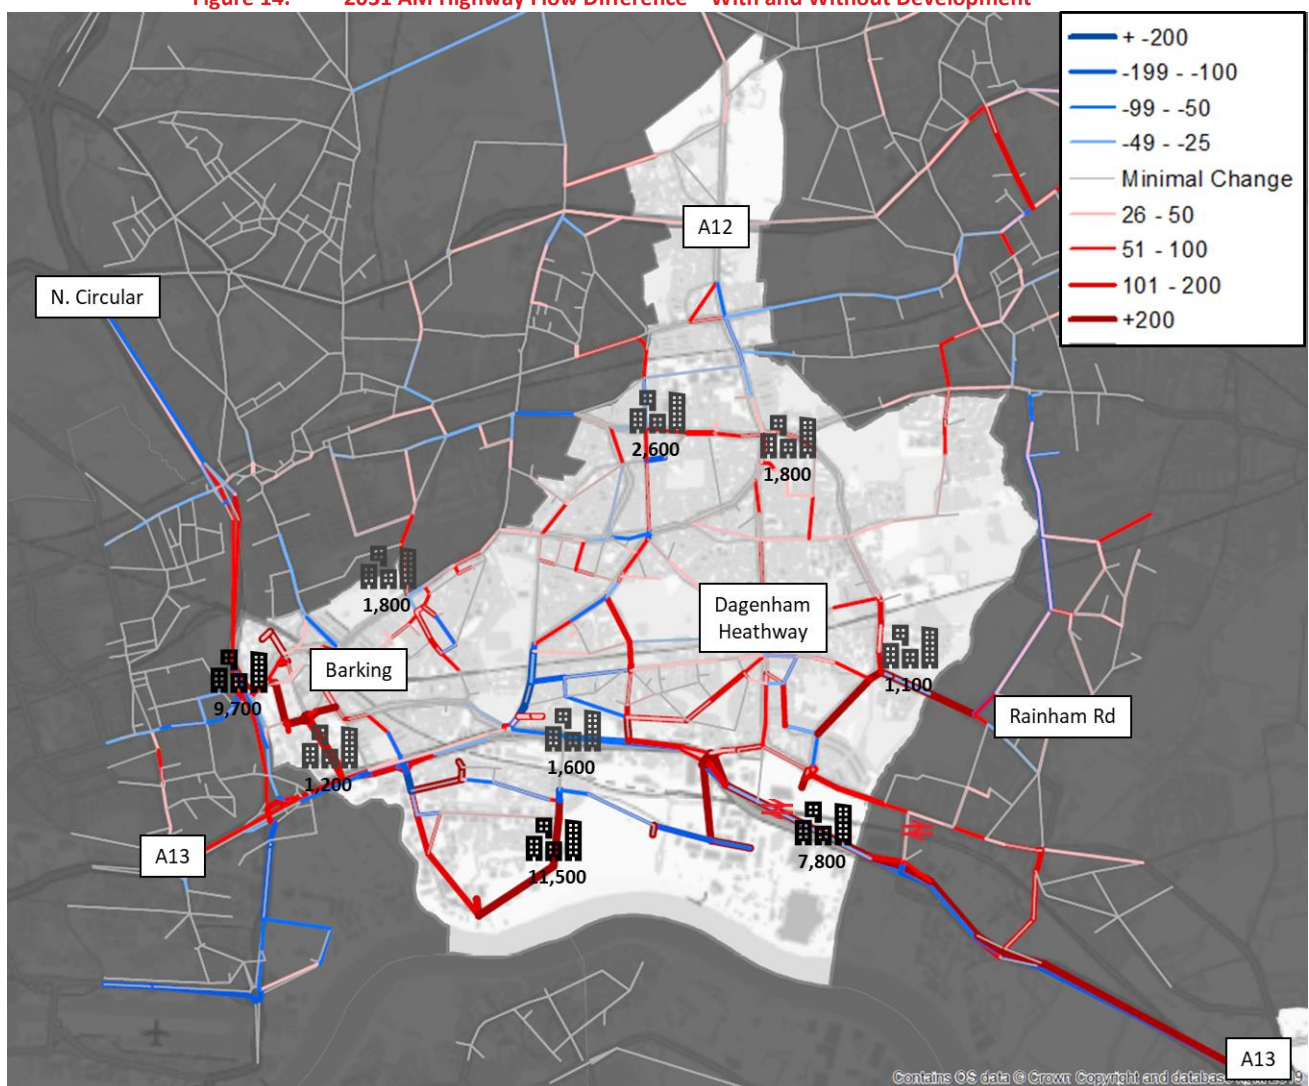 Figure 14. 2031 AM Highway Flow Difference – With and Without Development
+ -200
-199 - -100
-99 - -50
-49 - -25
Minimal Change
26 - 50
51 - 100
101 - 200
+200
A12
N. Circular
2,600
1,800
1,800
Dagenham
Heathway
Barking
1,100
9,700
Rainham Rd
1,600
1,200
A13
7,800
11,500
A13
Contains OS data © Crown Copyright and database